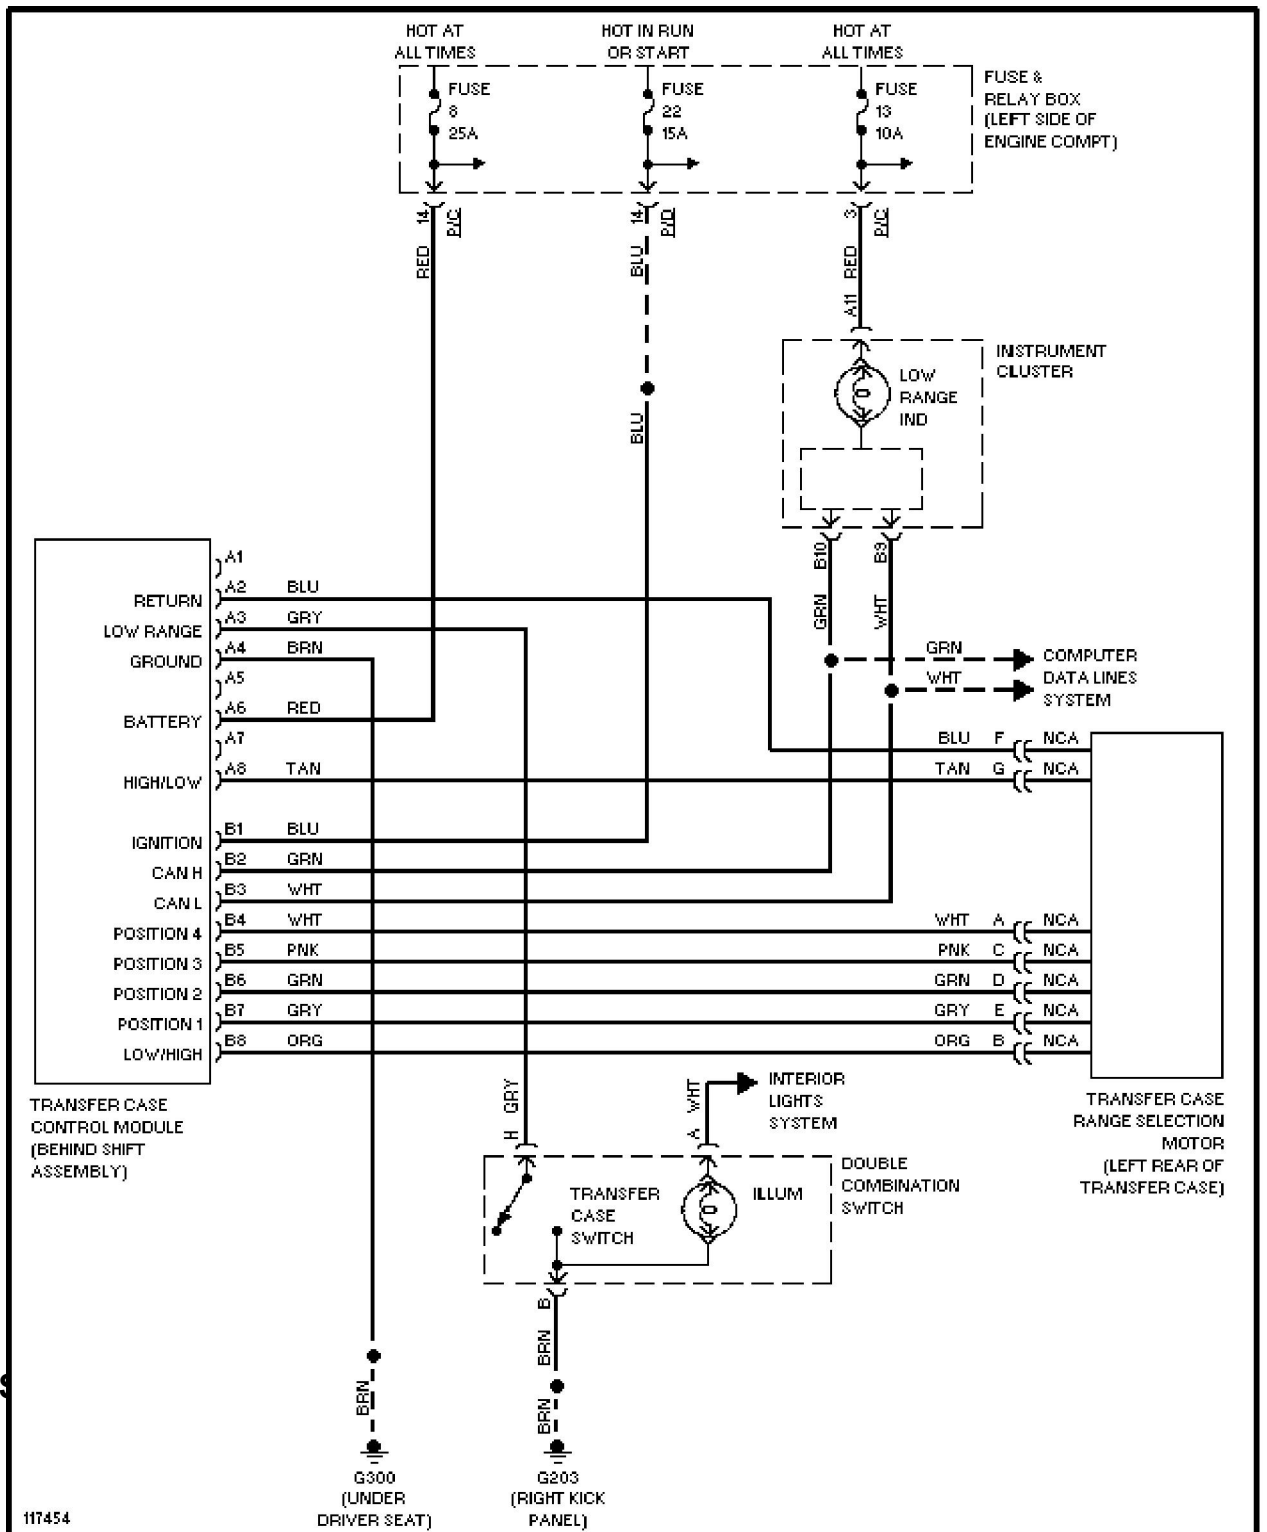 HOT AT
ALL TIMES
HOT IN RUN
OR START
HOT AT
ALL TIMES
FUSE
8
25A
FUSE
22
15A
FUSE
13
10A
FUSE &
RELAY BOX
(LEFT SIDE OF
ENGINE COMPT)
14
P/C
14
P/D
3
P/C
RED
BLU
RED
A11
BLU
INSTRUMENT
CLUSTER
LOW
RANGE
IND
B10
B9
GRN
WHT
GRN
WHT
COMPUTER
DATA LINES
SYSTEM
A1
RETURN A2 BLU
LOW RANGE A3 GRY
GROUND A4 BRN
A5
BATTERY A6 RED
A7
HIGH/LOW A8 TAN
IGNITION B1 BLU
CAN H B2 GRN
CAN L B3 WHT
POSITION 4 B4 WHT
POSITION 3 B5 PNK
POSITION 2 B6 GRN
POSITION 1 B7 GRY
LOW/HIGH B8 ORG
BLU F NCA
TAN G NCA
WHT A NCA
PNK C NCA
GRN D NCA
GRY E NCA
ORG B NCA
TRANSFER CASE
CONTROL MODULE
(BEHIND SHIFT
ASSEMBLY)
TRANSFER CASE
RANGE SELECTION
MOTOR
(LEFT REAR OF
TRANSFER CASE)
H GRY
A WHT
INTERIOR
LIGHTS
SYSTEM
TRANSFER
CASE
SWITCH
ILLUM
DOUBLE
COMBINATION
SWITCH
B
BRN
BRN
BRN
G300
(UNDER
DRIVER SEAT)
G203
(RIGHT KICK
PANEL)
117454